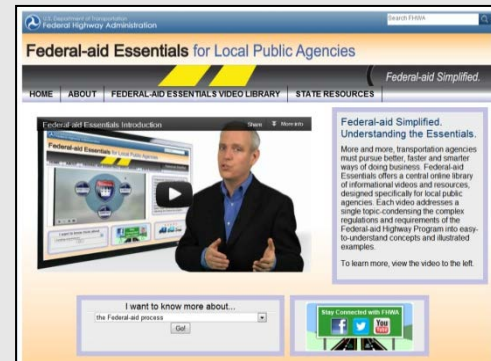 U.S. Department of Transportation
Federal Highway Administration
Search FHWA
Federal-aid Essentials for Local Public Agencies
Federal-aid Simplified.
HOME ABOUT FEDERAL-AID ESSENTIALS VIDEO LIBRARY STATE RESOURCES
Federal aid Essentials Introduction
Share More info
Federal-aid Essentials for Local Public Agencies
Federal-aid Simplified.
Understanding the Essentials.
More and more, transportation agencies
must pursue better, faster and smarter
ways of doing business. Federal-aid
Essentials offers a central online library
of informational videos and resources,
designed specifically for local public
agencies. Each video addresses a
single topic-condensing the complex
regulations and requirements of the
Federal-aid Highway Program into easy-
to-understand concepts and illustrated
examples.
To learn more, view the video to the left.
I want to know more about...
the Federal-aid process
Go!
Stay Connected with FHWA
You